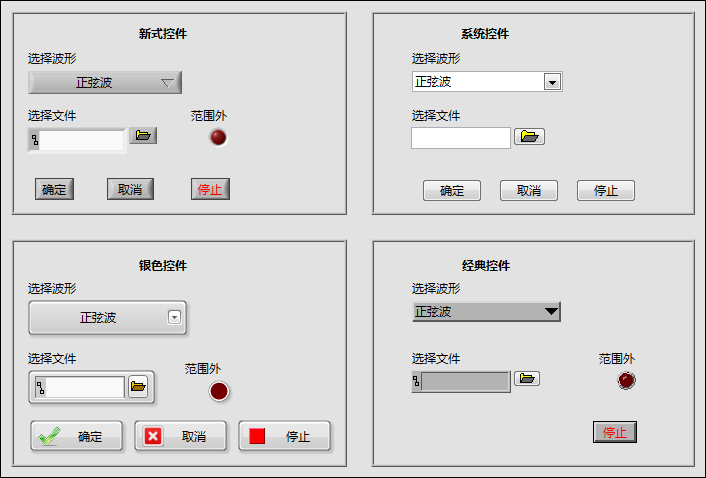 新式控件
选择波形
正弦波
选择文件
范围外
确定
取消
停止
系统控件
选择波形
正弦波
选择文件
确定
取消
停止
银色控件
选择波形
正弦波
选择文件
范围外
确定
取消
停止
经典控件
选择波形
正弦波
选择文件
范围外
停止